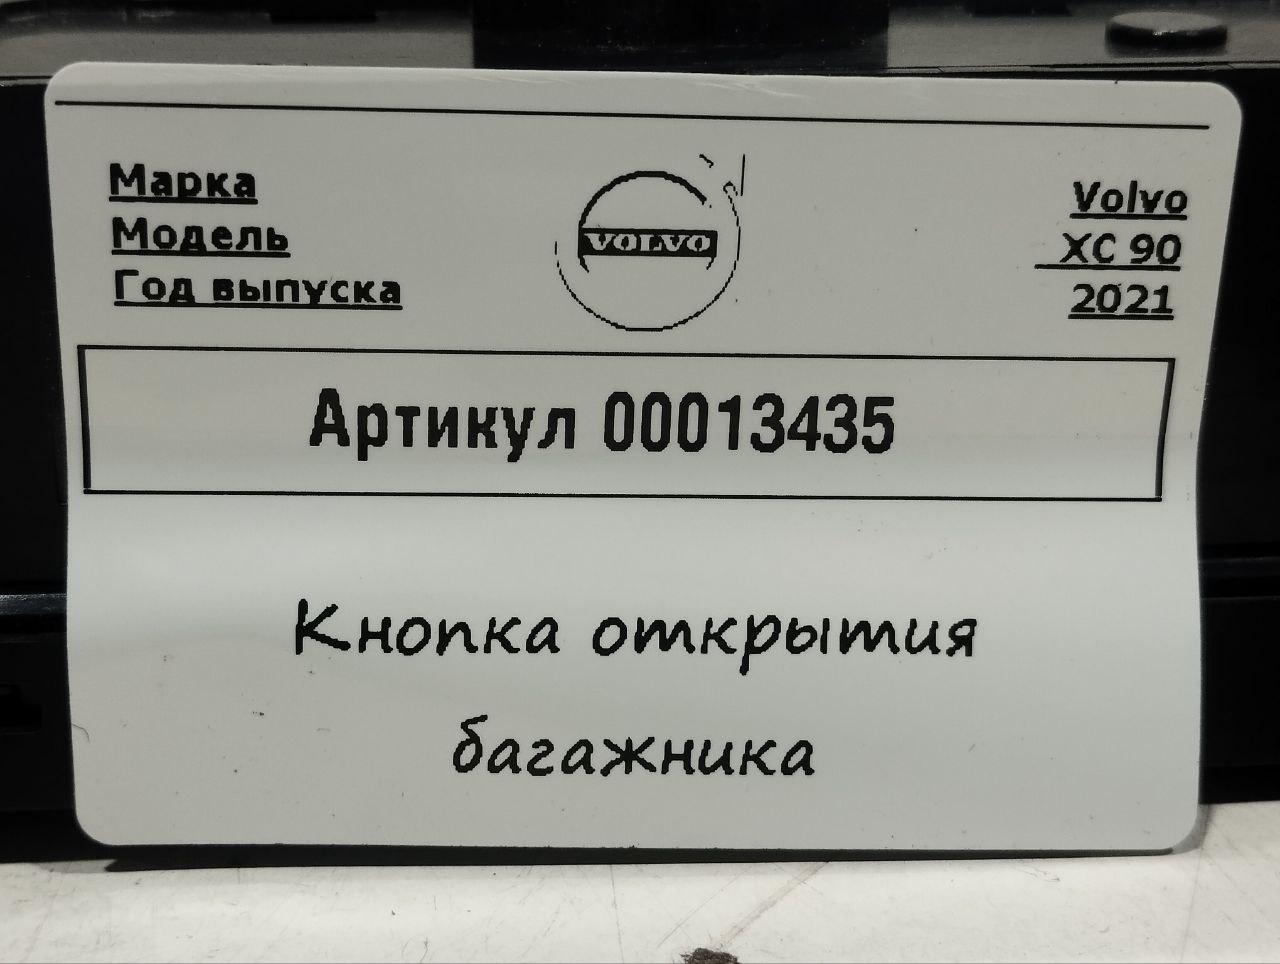 Марка
Модель
Год выпуска
VOLVO
Volvo
XC 90
2021
Артикул 00013435
Кнопка открытия
багажника